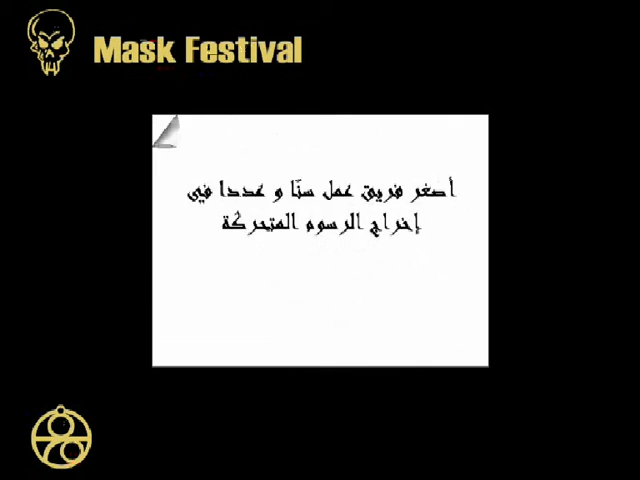 Mask Festival
أصغر فريق عمل سنًا و عددا في
إخراج الرسوم المتحركة